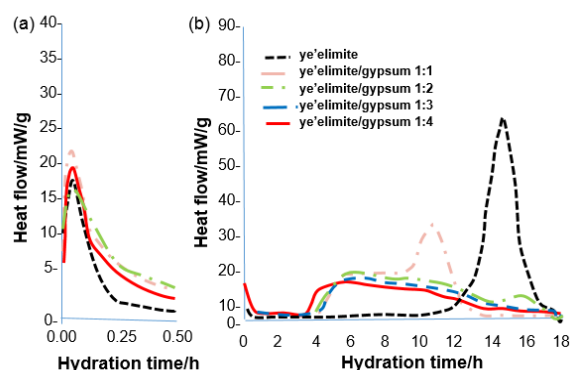 (a)
40
35
30
25
20
15
10
5
0
0.00 0.25 0.50
Heat flow/mW/g
Hydration time/h
(b)
90
80
70
60
50
40
30
20
10
0
0 2 4 6 8 10 12 14 16 18
Heat flow/mW/g
Hydration time/h
ye'elimite
ye'elimite/gypsum 1:1
ye'elimite/gypsum 1:2
ye'elimite/gypsum 1:3
ye'elimite/gypsum 1:4